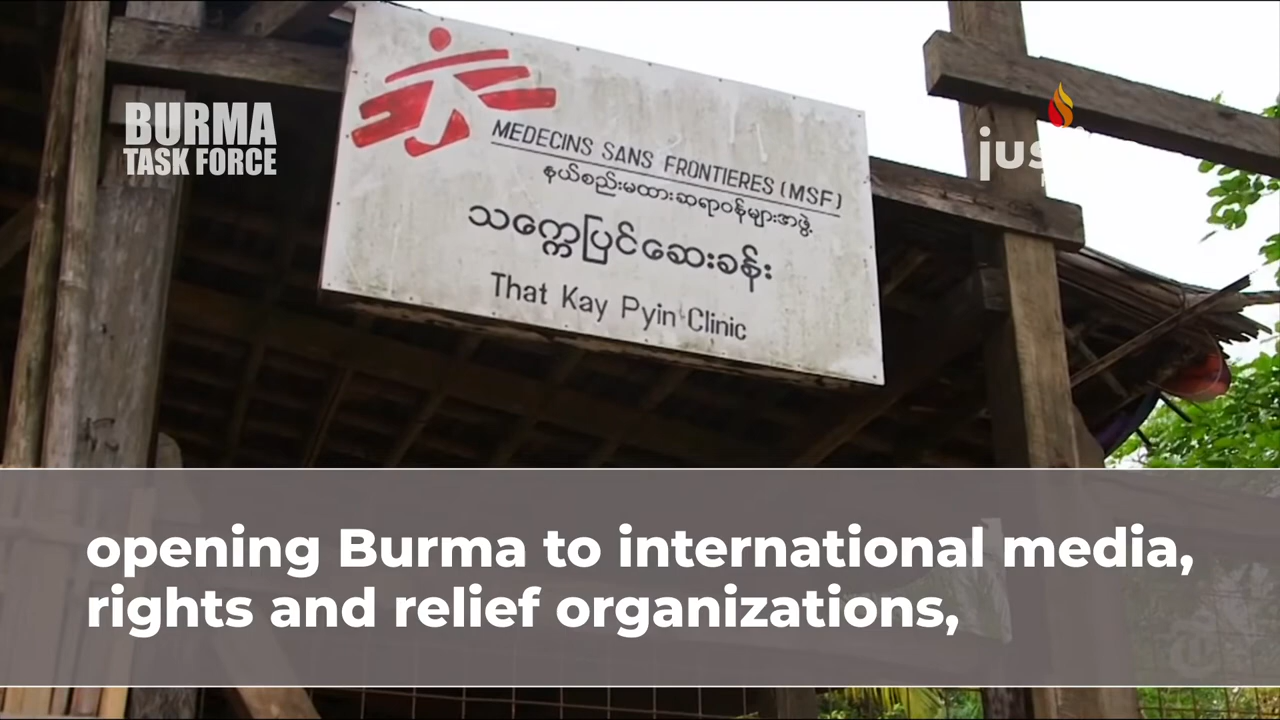 BURMA
TASK FORCE
MEDECINS SANS FRONTIERES (MSF)
နယ်စည်းမထားဆရာဝန်များအဖွဲ့
သက္ကေပြင်ဆေးခန်း
That Kay Pyin Clinic
opening Burma to international media,
rights and relief organizations,